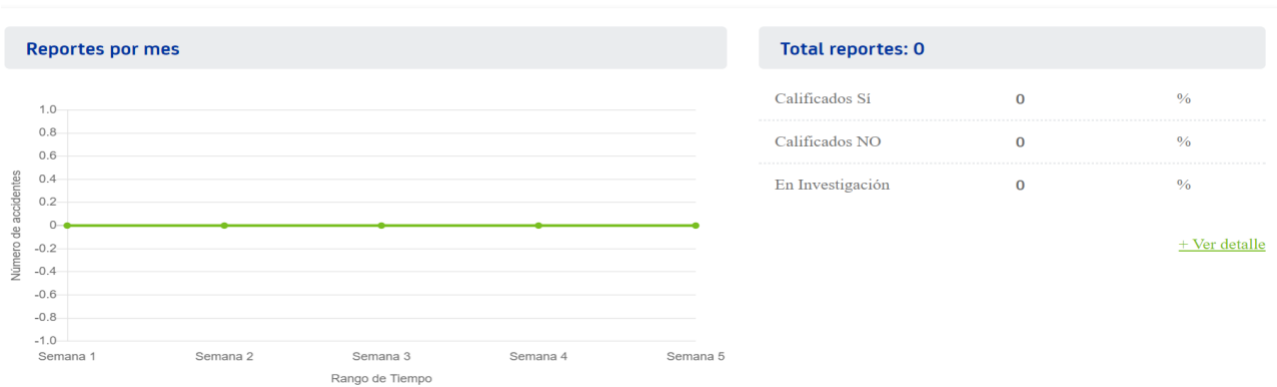 Reportes por mes
1.0
0.8
0.6
0.4
0.2
0
-0.2
-0.4
-0.6
-0.8
-1.0
Número de accidentes
Semana 1 Semana 2 Semana 3 Semana 4 Semana 5
Rango de Tiempo
Total reportes: 0
Calificados Sí 0 %
Calificados NO 0 %
En Investigación 0 %
+ Ver detalle